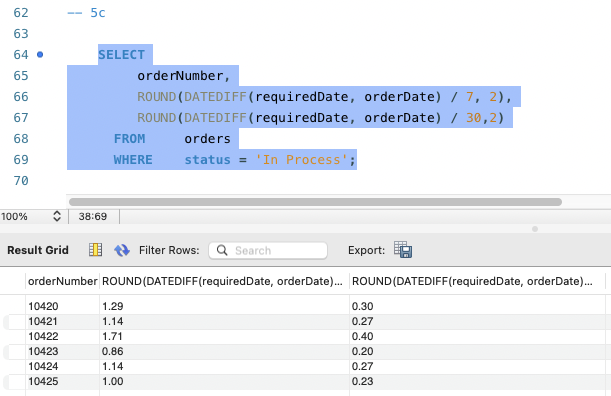 62 -- 5c
63
64 SELECT
65 orderNumber,
66 ROUND(DATEDIFF(requiredDate, orderDate) / 7, 2),
67 ROUND(DATEDIFF(requiredDate, orderDate) / 30,2)
68 FROM orders
69 WHERE status = 'In Process';
70
100% 38:69
Result Grid Filter Rows: Search Export:
orderNumber ROUND(DATEDIFF(requiredDate, orderDate)... ROUND(DATEDIFF(requiredDate, orderDate)...
10420 1.29 0.30
10421 1.14 0.27
10422 1.71 0.40
10423 0.86 0.20
10424 1.14 0.27
10425 1.00 0.23